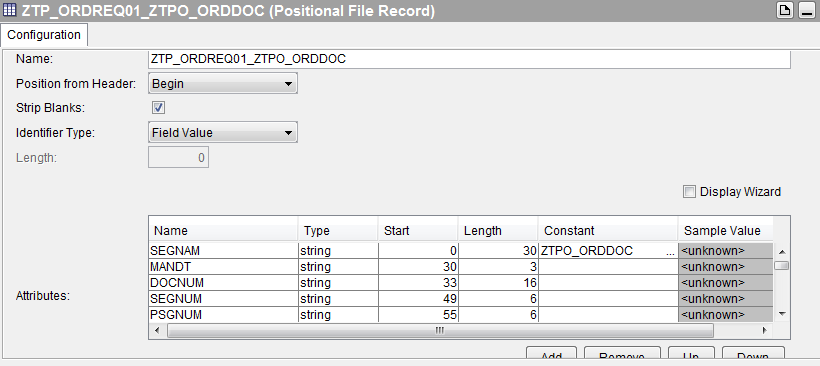 ZTP_ORDREQ01_ZTPO_ORDDOC (Positional File Record)
Configuration
Name: ZTP_ORDREQ01_ZTPO_ORDDOC
Position from Header: Begin
Strip Blanks:
Identifier Type: Field Value
Length: 0
Display Wizard
Name Type Start Length Constant Sample Value
SEGNAM string 0 30 ZTPO_ORDDOC ... <unknown>
MANDT string 30 3 <unknown>
DOCNUM string 33 16 <unknown>
Attributes:
SEGNUM string 49 6 <unknown>
PSGNUM string 55 6 <unknown>
Add Remove Up Down